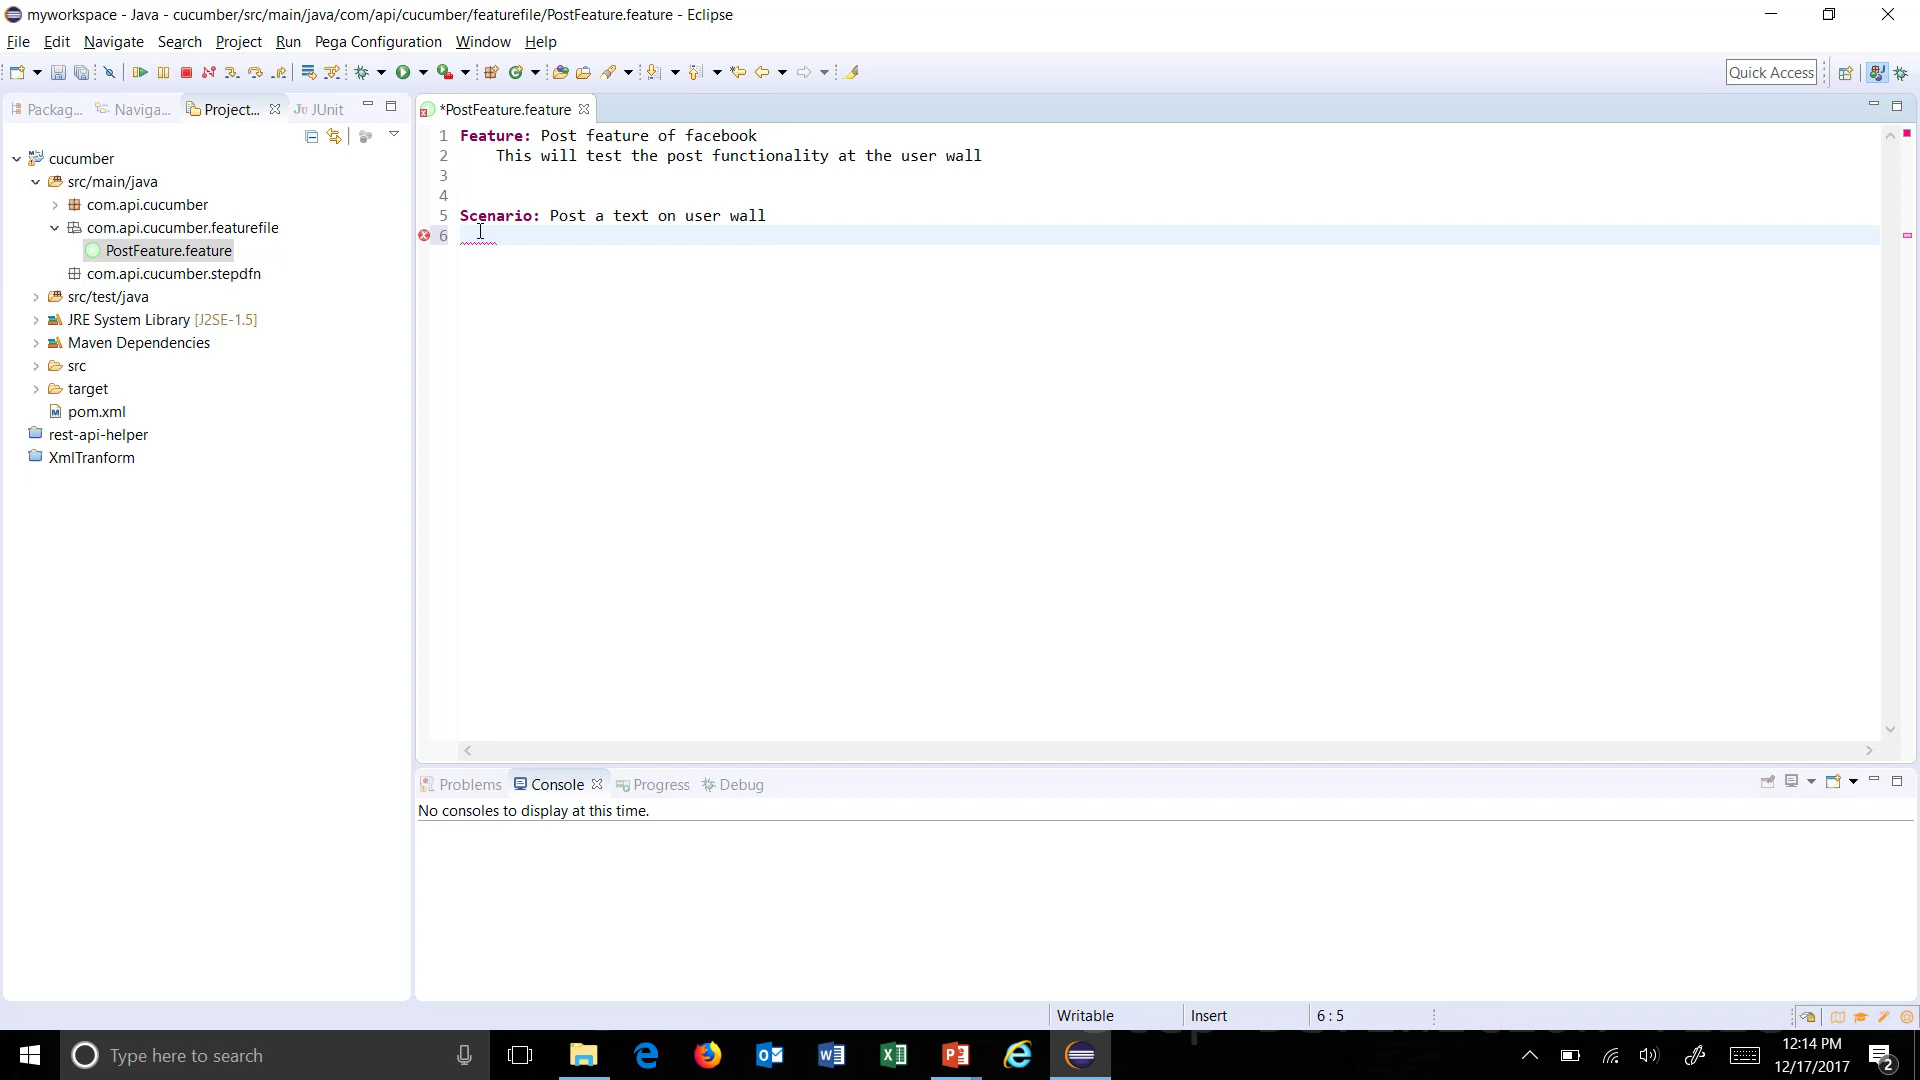 myworkspace - Java - cucumber/src/main/java/com/api/cucumber/featurefile/PostFeature.feature - Eclipse
File Edit Navigate Search Project Run Pega Configuration Window Help
Quick Access
Packag... Naviga... Project... JUnit
*PostFeature.feature
cucumber
src/main/java
com.api.cucumber
com.api.cucumber.featurefile
PostFeature.feature
com.api.cucumber.stepdfn
src/test/java
JRE System Library [J2SE-1.5]
Maven Dependencies
src
target
pom.xml
rest-api-helper
XmlTranform
1 Feature: Post feature of facebook
2 This will test the post functionality at the user wall
3
4
5 Scenario: Post a text on user wall
6
Problems Console Progress Debug
No consoles to display at this time.
Writable Insert 6 : 5
Type here to search
12:14 PM
12/17/2017
2